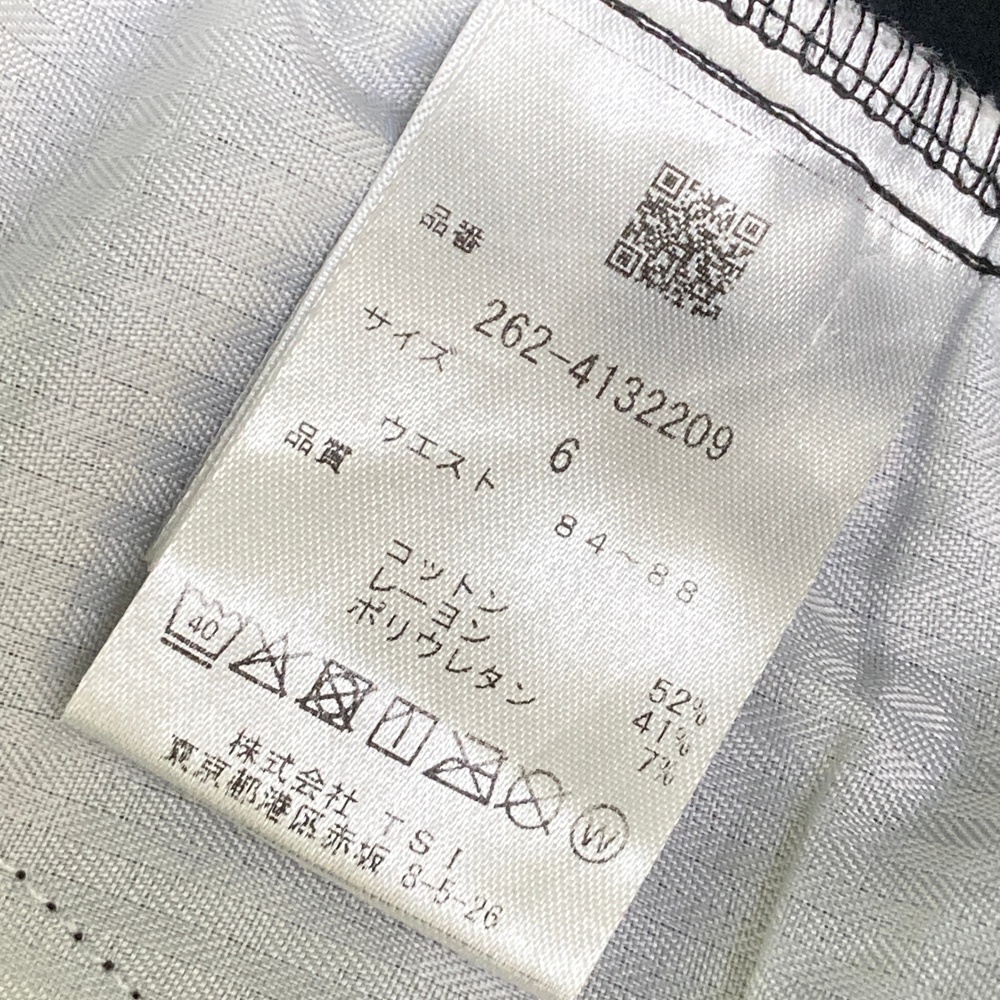 品番
262-4132209
サイズ
6
ウエスト 84~88
品質
コットン 52%
レーヨン 41%
ポリウレタン 7%
40
W
株式会社 TSI
東京都港区赤坂 8-5-26